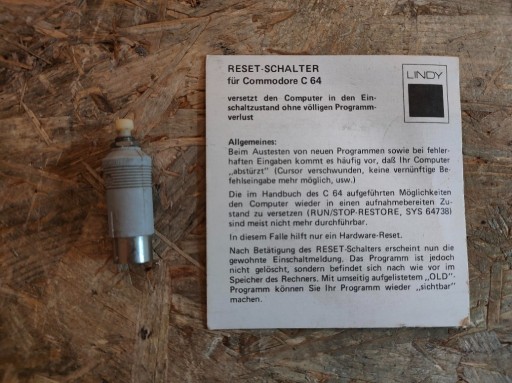 RESET-SCHALTER
für Commodore C 64
LINDY
versetzt den Computer in den Ein-
schaltzustand ohne völligen Programm-
verlust
Allgemeines:
Beim Austesten von neuen Programmen sowie bei fehler-
haften Eingaben kommt es häufig vor, daß Ihr Computer
„abstürzt" (Cursor verschwunden, keine vernünftige Be-
fehlseingabe mehr möglich, usw.)
Die im Handbuch des C 64 aufgeführten Möglichkeiten
den Computer wieder in einen aufnahmebereiten Zu-
stand zu versetzen (RUN/STOP-RESTORE, SYS 64738)
sind meist nicht mehr durchführbar.
In diesem Falle hilft nur ein Hardware-Reset.
Nach Betätigung des RESET-Schalters erscheint nun die
gewohnte Einschaltmeldung. Das Programm ist jedoch
nicht gelöscht, sondern befindet sich nach wie vor im
Speicher des Rechners. Mit umseitig aufgelistetem „OLD"-
Programm können Sie Ihr Programm wieder „sichtbar"
machen.